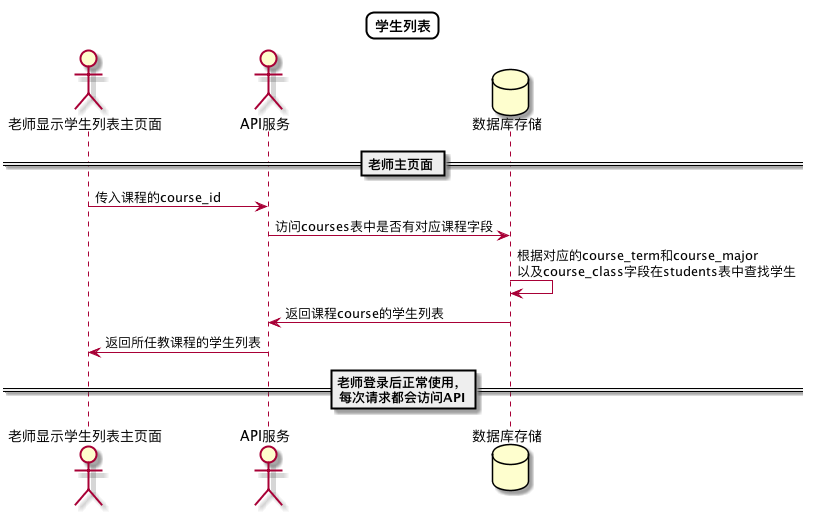 学生列表
老师显示学生列表主页面
API服务
数据库存储
老师主页面
传入课程的course_id
访问courses表中是否有对应课程字段
根据对应的course_term和course_major
以及course_class字段在students表中查找学生
返回课程course的学生列表
返回所任教课程的学生列表
老师登录后正常使用，
每次请求都会访问API
老师显示学生列表主页面
API服务
数据库存储